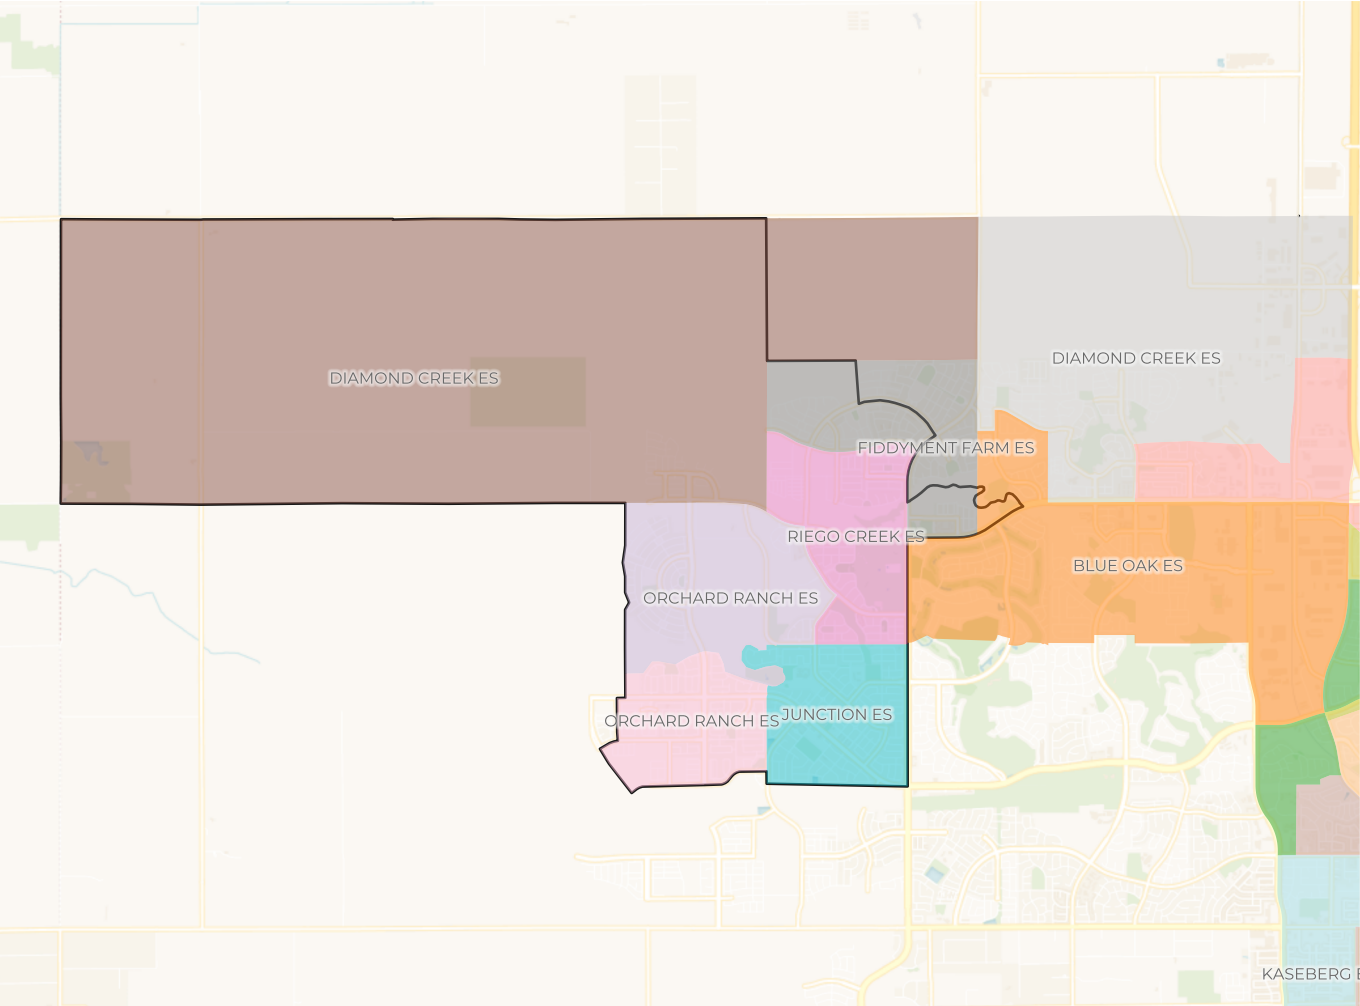 DIAMOND CREEK ES
DIAMOND CREEK ES
FIDDYMENT FARM ES
RIEGO CREEK ES
BLUE OAK ES
ORCHARD RANCH ES
JUNCTION ES
ORCHARD RANCH ES
KASEBERG E